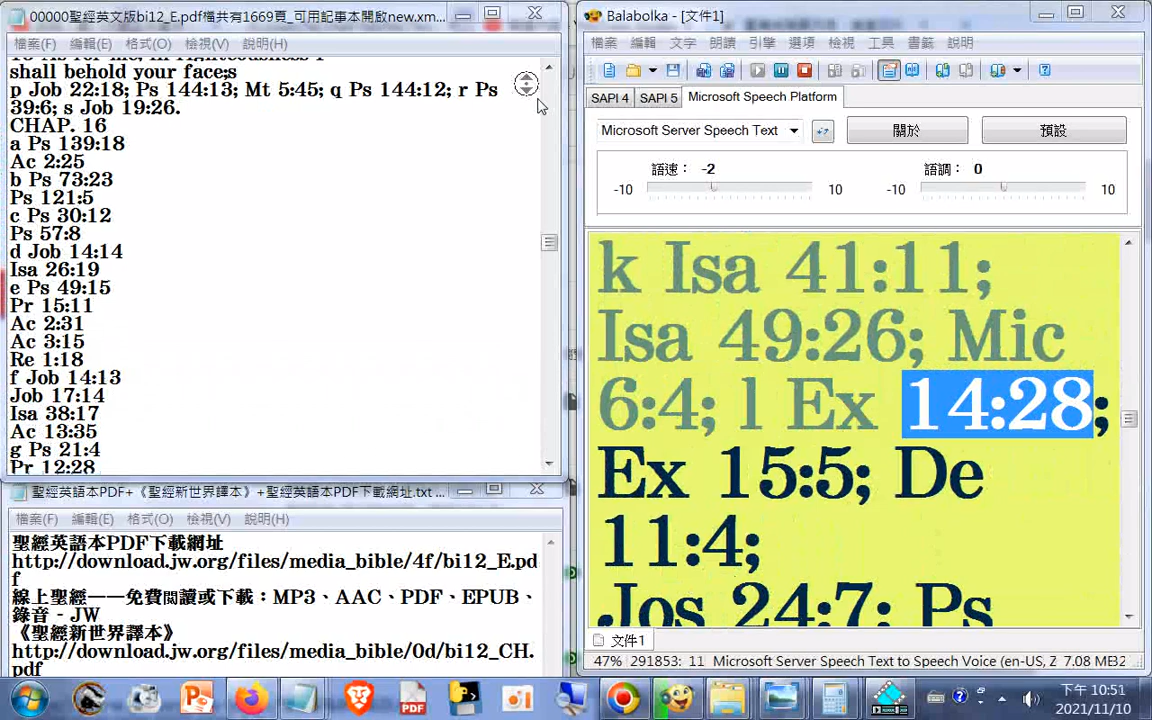 00000聖經英文版bi12_E.pdf檔共有1669頁_可用記事本開啟new.xm...
檔案(F) 編輯(E) 格式(O) 檢視(V) 說明(H)
shall behold your face;s
p Job 22:18; Ps 144:13; Mt 5:45; q Ps 144:12; r Ps
39:6; s Job 19:26.
CHAP. 16
a Ps 139:18
Ac 2:25
b Ps 73:23
Ps 121:5
c Ps 30:12
Ps 57:8
d Job 14:14
Isa 26:19
e Ps 49:15
Pr 15:11
Ac 2:31
Ac 3:15
Re 1:18
f Job 14:13
Job 17:14
Isa 38:17
Ac 13:35
g Ps 21:4
Pr 12:28
聖經英語本PDF+《聖經新世界譯本》+聖經英語本PDF下載網址.txt ...
檔案(F) 編輯(E) 格式(O) 檢視(V) 說明(H)
聖經英語本PDF下載網址
http://download.jw.org/files/media_bible/4f/bi12_E.pd
f
線上聖經——免費閱讀或下載：MP3、AAC、PDF、EPUB、
錄音 - JW
《聖經新世界譯本》
http://download.jw.org/files/media_bible/0d/bi12_CH.
pdf
Balabolka - [文件1]
檔案 編輯 文字 朗讀 引擎 選項 檢視 工具 書籤 說明
SAPI 4 SAPI 5 Microsoft Speech Platform
Microsoft Server Speech Text 關於 預設
語速： -2 語調： 0
-10 10 -10 10
k Isa 41:11;
Isa 49:26; Mic
6:4; l Ex 14:28;
Ex 15:5; De
11:4;
Jos 24:7; Ps
文件1
47% 291853: 11 Microsoft Server Speech Text to Speech Voice (en-US, Z 7.08 MB2
下午 10:51
2021/11/10